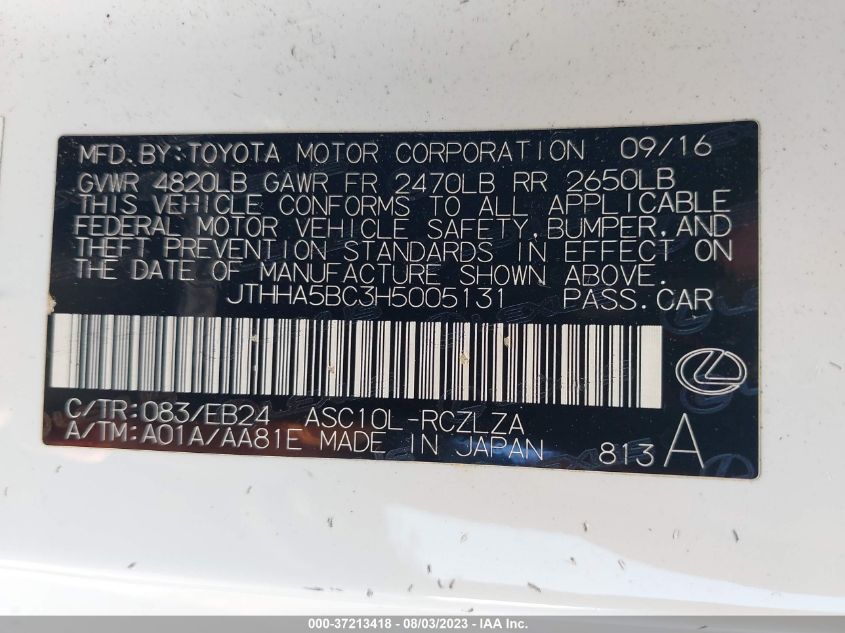 MFD. BY: TOYOTA MOTOR CORPORATION 09/16
GVWR 4820LB GAWR FR 2470LB RR 2650LB
THIS VEHICLE CONFORMS TO ALL APPLICABLE
FEDERAL MOTOR VEHICLE SAFETY, BUMPER, AND
THEFT PREVENTION STANDARDS IN EFFECT ON
THE DATE OF MANUFACTURE SHOWN ABOVE.
JTHHA5BC3H5005131 PASS. CAR
C/TR: 083/EB24 ASC10L-RCZLZA
A/TM: A01A/AA81E MADE IN JAPAN 813 A
000-37213418 - 08/03/2023 - IAA Inc.